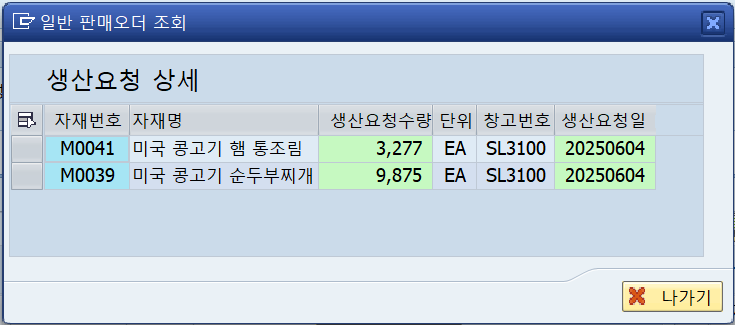 일반 판매오더 조회
생산요청 상세
자재번호 자재명 생산요청수량 단위 창고번호 생산요청일
M0041 미국 콩고기 햄 통조림 3,277 EA SL3100 20250604
M0039 미국 콩고기 순두부찌개 9,875 EA SL3100 20250604
나가기